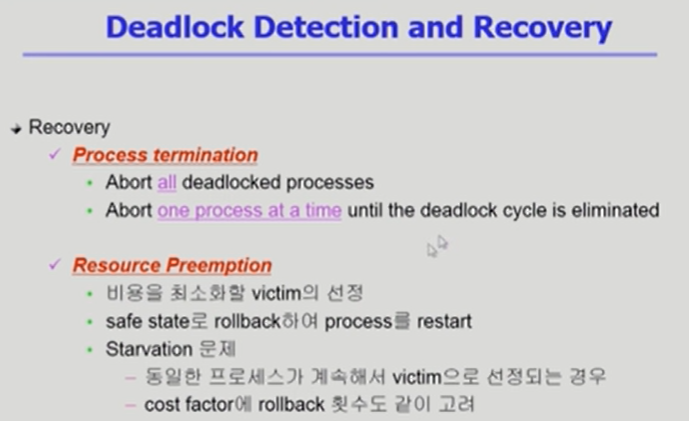 Deadlock Detection and Recovery
Recovery
Process termination
Abort all deadlocked processes
Abort one process at a time until the deadlock cycle is eliminated
Resource Preemption
비용을 최소화할 victim의 선정
safe state로 rollback하여 process를 restart
Starvation 문제
동일한 프로세스가 계속해서 victim으로 선정되는 경우
cost factor에 rollback 횟수도 같이 고려